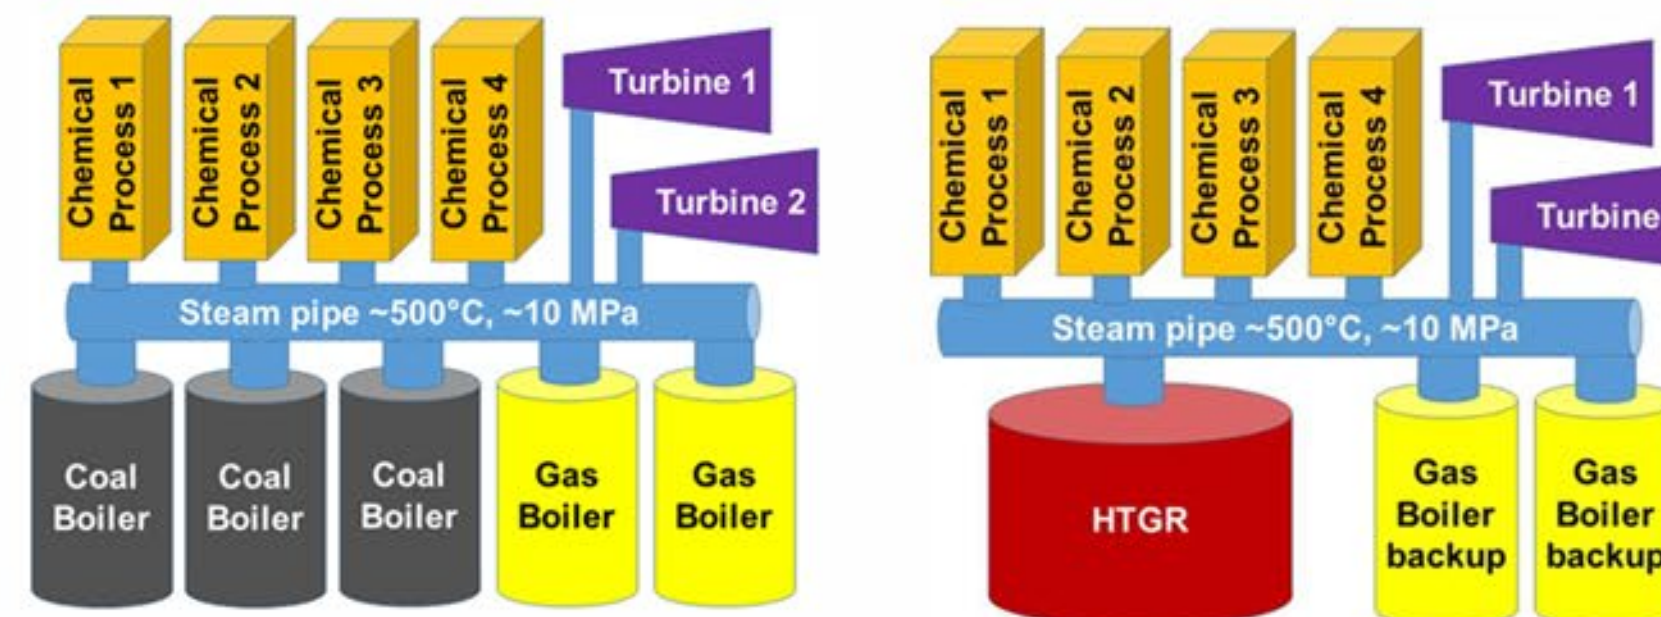 Chemical
Process 1
Chemical
Process 2
Chemical
Process 3
Chemical
Process 4
Turbine 1
Turbine 2
Steam pipe ~500°C, ~10 MPa
Coal
Boiler
Coal
Boiler
Coal
Boiler
Gas
Boiler
Gas
Boiler
Chemical
Process 1
Chemical
Process 2
Chemical
Process 3
Chemical
Process 4
Turbine 1
Turbine
Steam pipe ~500°C, ~10 MPa
HTGR
Gas
Boiler
backup
Gas
Boiler
backup